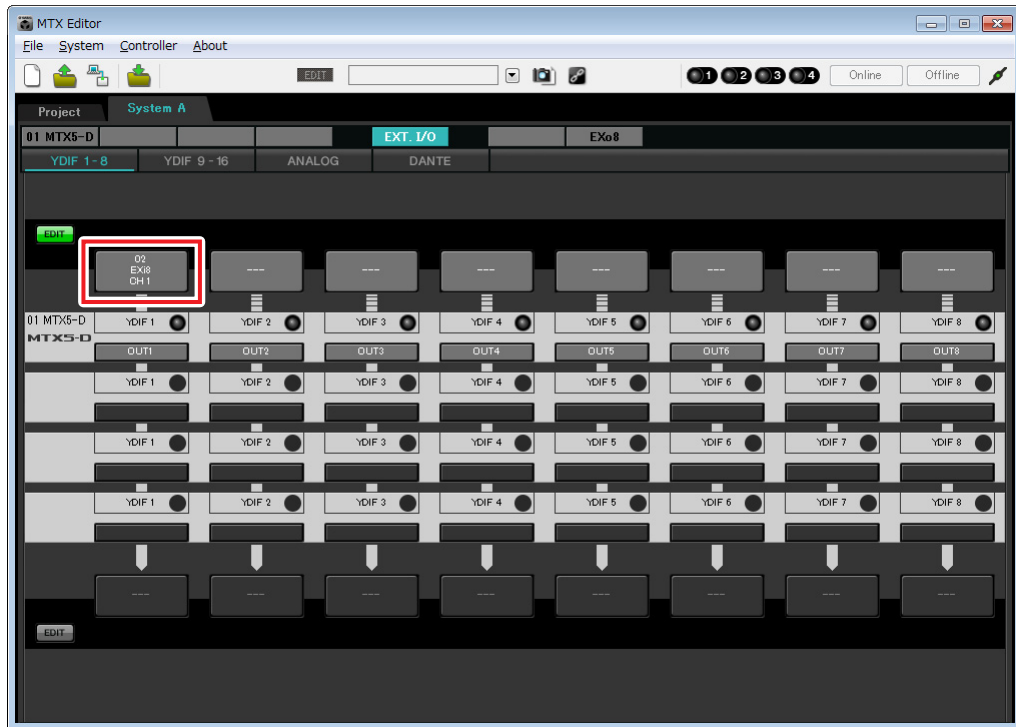 MTX Editor
File System Controller About
EDIT 1 2 3 4 Online Offline
Project System A
01 MTX5-D EXT. I/O EXo8
YDIF 1-8 YDIF 9-16 ANALOG DANTE
EDIT
02
EXi8
CH 1
--- --- --- --- --- --- ---
01 MTX5-D YDIF 1 YDIF 2 YDIF 3 YDIF 4 YDIF 5 YDIF 6 YDIF 7 YDIF 8
MTX5-D
OUT1 OUT2 OUT3 OUT4 OUT5 OUT6 OUT7 OUT8
YDIF 1 YDIF 2 YDIF 3 YDIF 4 YDIF 5 YDIF 6 YDIF 7 YDIF 8
YDIF 1 YDIF 2 YDIF 3 YDIF 4 YDIF 5 YDIF 6 YDIF 7 YDIF 8
YDIF 1 YDIF 2 YDIF 3 YDIF 4 YDIF 5 YDIF 6 YDIF 7 YDIF 8
--- --- --- --- --- --- --- ---
EDIT